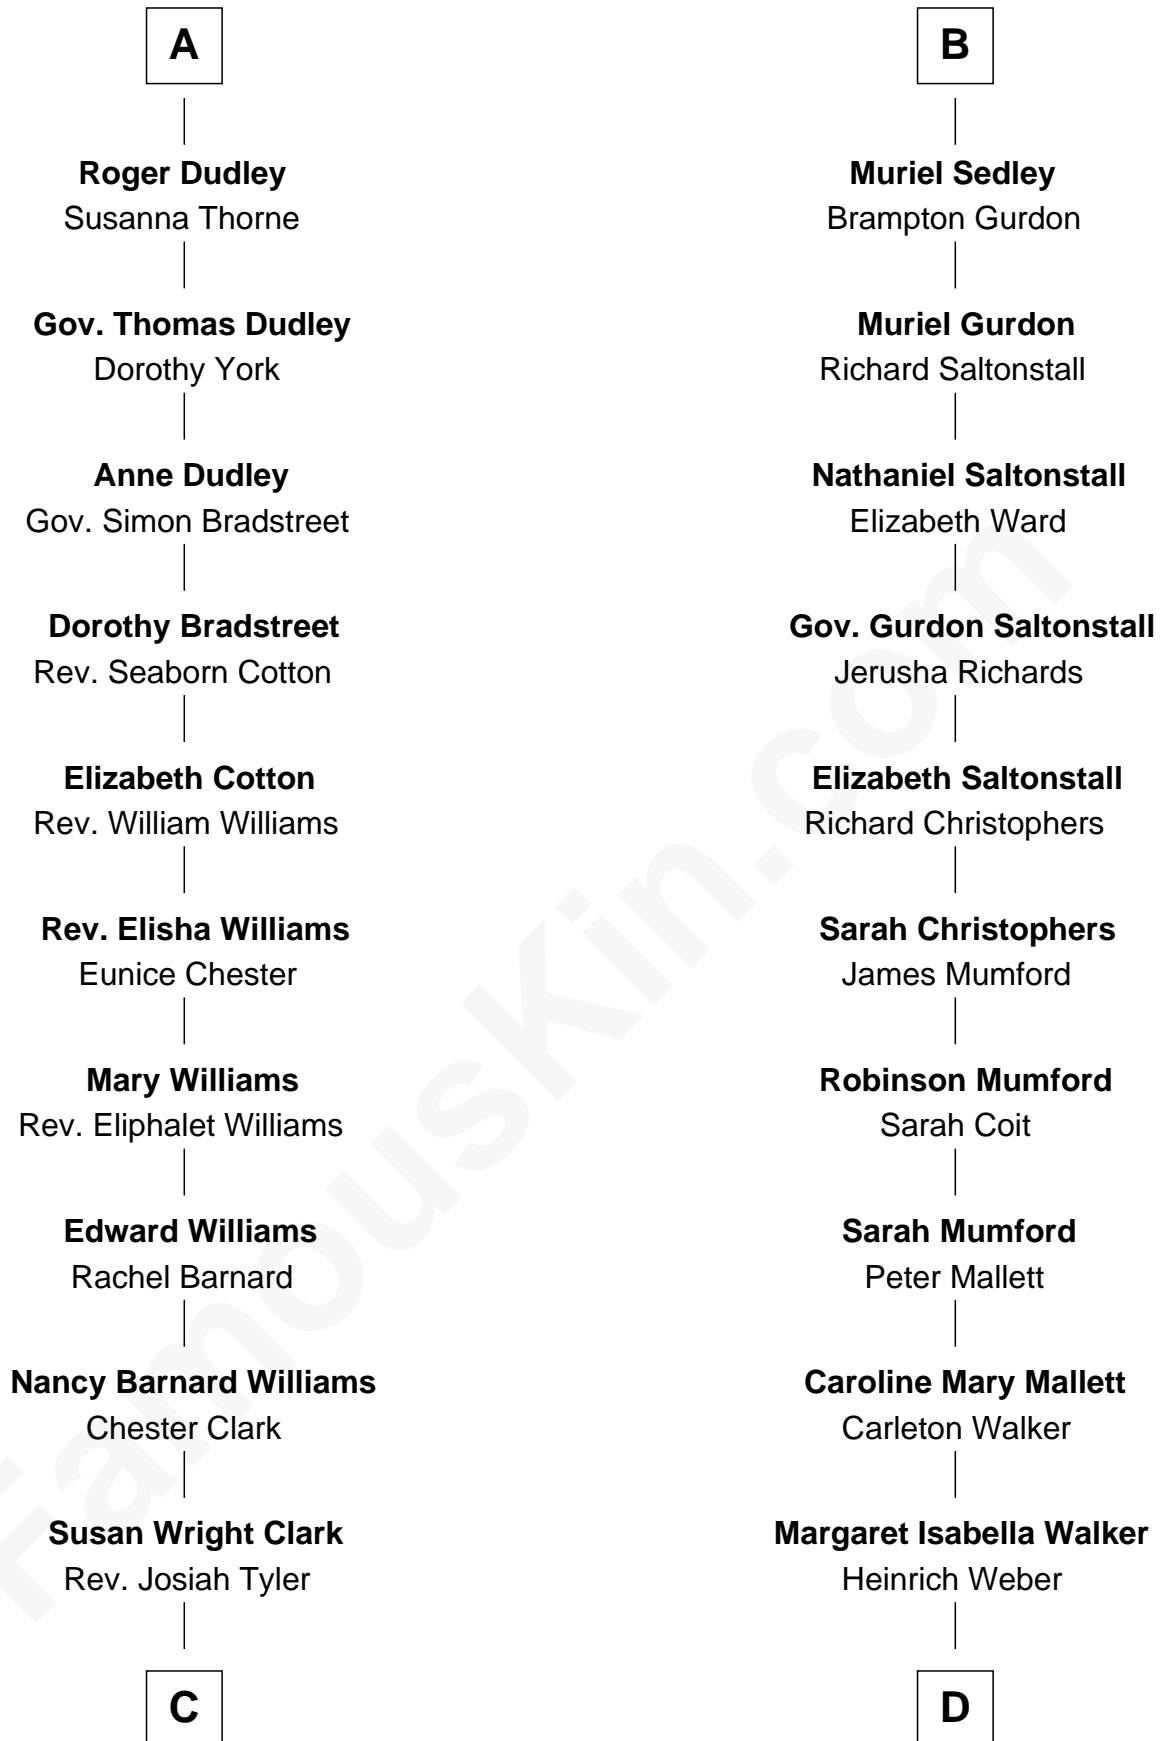 A
Roger Dudley
Susanna Thorne
Gov. Thomas Dudley
Dorothy York
Anne Dudley
Gov. Simon Bradstreet
Dorothy Bradstreet
Rev. Seaborn Cotton
Elizabeth Cotton
Rev. William Williams
Rev. Elisha Williams
Eunice Chester
Mary Williams
Rev. Eliphalet Williams
Edward Williams
Rachel Barnard
Nancy Barnard Williams
Chester Clark
Susan Wright Clark
Rev. Josiah Tyler
C
B
Muriel Sedley
Brampton Gurdon
Muriel Gurdon
Richard Saltonstall
Nathaniel Saltonstall
Elizabeth Ward
Gov. Gurdon Saltonstall
Jerusha Richards
Elizabeth Saltonstall
Richard Christophers
Sarah Christophers
James Mumford
Robinson Mumford
Sarah Coit
Sarah Mumford
Peter Mallett
Caroline Mary Mallett
Carleton Walker
Margaret Isabella Walker
Heinrich Weber
D
FamousKin.com